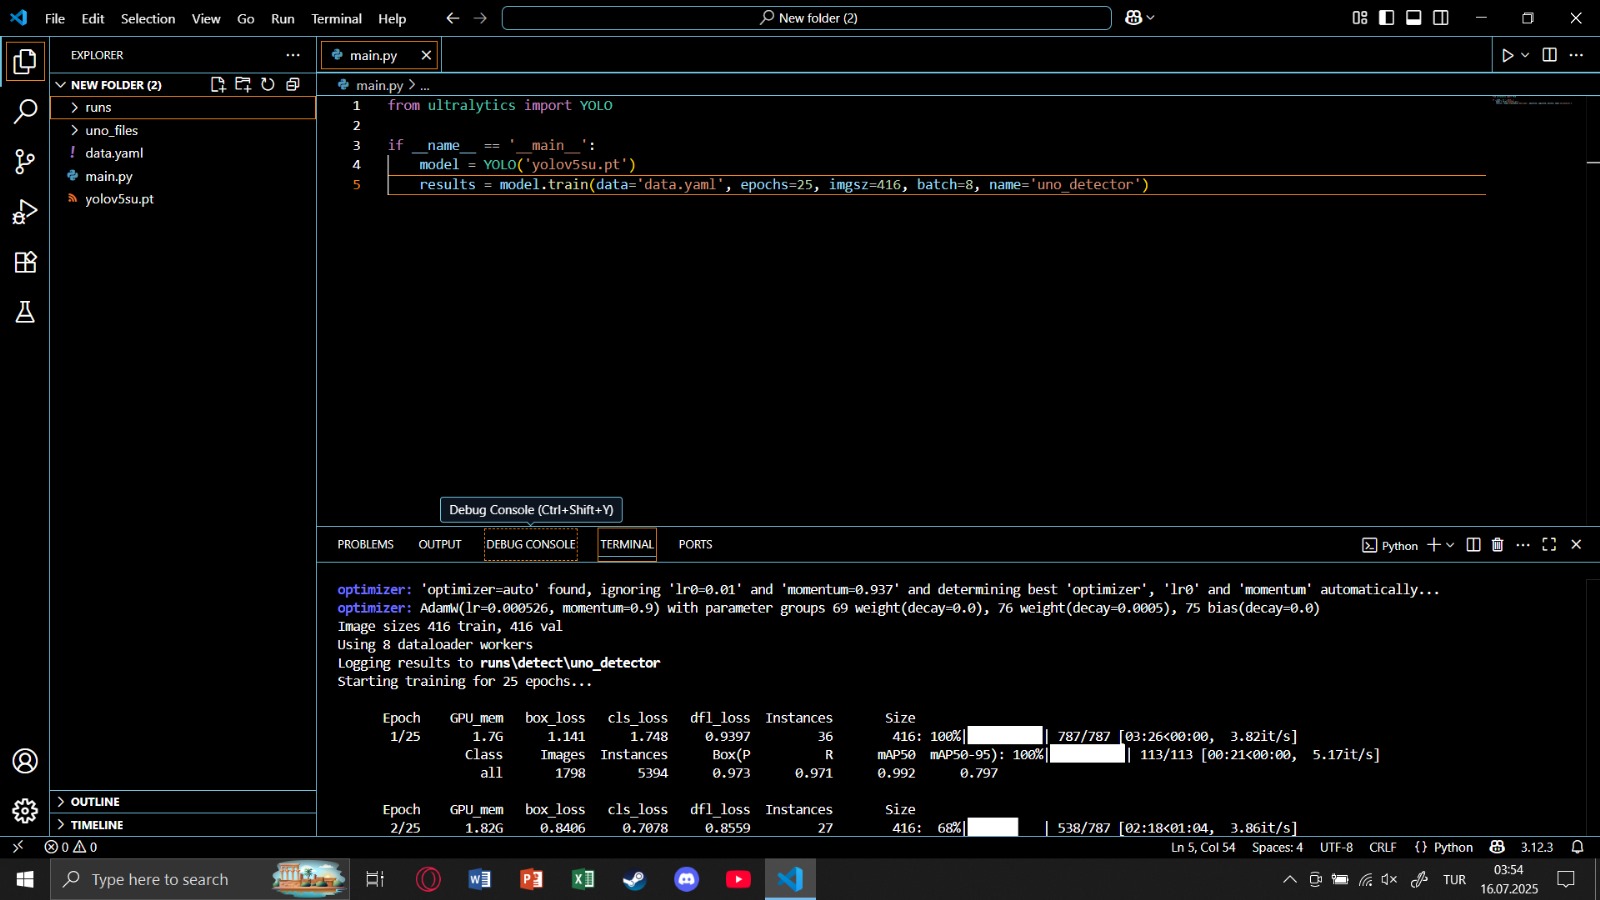 File Edit Selection View Go Run Terminal Help
New folder (2)
EXPLORER
NEW FOLDER (2)
runs
uno_files
! data.yaml
main.py
yolov5su.pt
OUTLINE
TIMELINE
main.py
main.py > ...
1 from ultralytics import YOLO
2
3 if __name__ == '__main__':
4 model = YOLO('yolov5su.pt')
5 results = model.train(data='data.yaml', epochs=25, imgsz=416, batch=8, name='uno_detector')
Debug Console (Ctrl+Shift+Y)
PROBLEMS OUTPUT DEBUG CONSOLE TERMINAL PORTS
Python
optimizer: 'optimizer=auto' found, ignoring 'lr0=0.01' and 'momentum=0.937' and determining best 'optimizer', 'lr0' and 'momentum' automatically...
optimizer: AdamW(lr=0.000526, momentum=0.9) with parameter groups 69 weight(decay=0.0), 76 weight(decay=0.0005), 75 bias(decay=0.0)
Image sizes 416 train, 416 val
Using 8 dataloader workers
Logging results to runs\detect\uno_detector
Starting training for 25 epochs...
Epoch GPU_mem box_loss cls_loss dfl_loss Instances Size
1/25 1.7G 1.141 1.748 0.9397 36 416: 100%| | 787/787 [03:26<00:00, 3.82it/s]
Class Images Instances Box(P R mAP50 mAP50-95): 100%| | 113/113 [00:21<00:00, 5.17it/s]
all 1798 5394 0.973 0.971 0.992 0.797
Epoch GPU_mem box_loss cls_loss dfl_loss Instances Size
2/25 1.82G 0.8406 0.7078 0.8559 27 416: 68%| | 538/787 [02:18<01:04, 3.86it/s]
0 0
Ln 5, Col 54 Spaces: 4 UTF-8 CRLF {} Python 3.12.3
Type here to search
TUR
03:54
16.07.2025